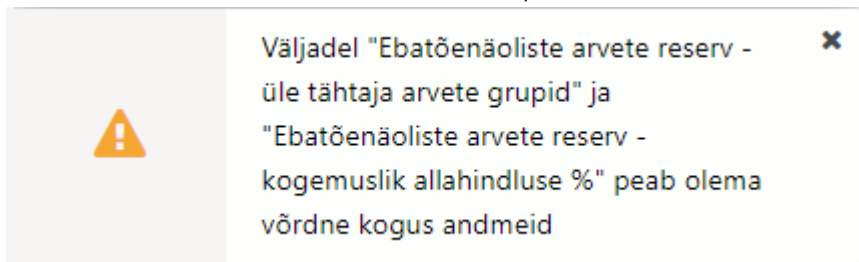 Väljadel "Ebatõenäoliste arvete reserv -
üle tähtaja arvete grupid" ja
"Ebatõenäoliste arvete reserv -
kogemuslik allahindluse %" peab olema
võrdne kogus andmeid